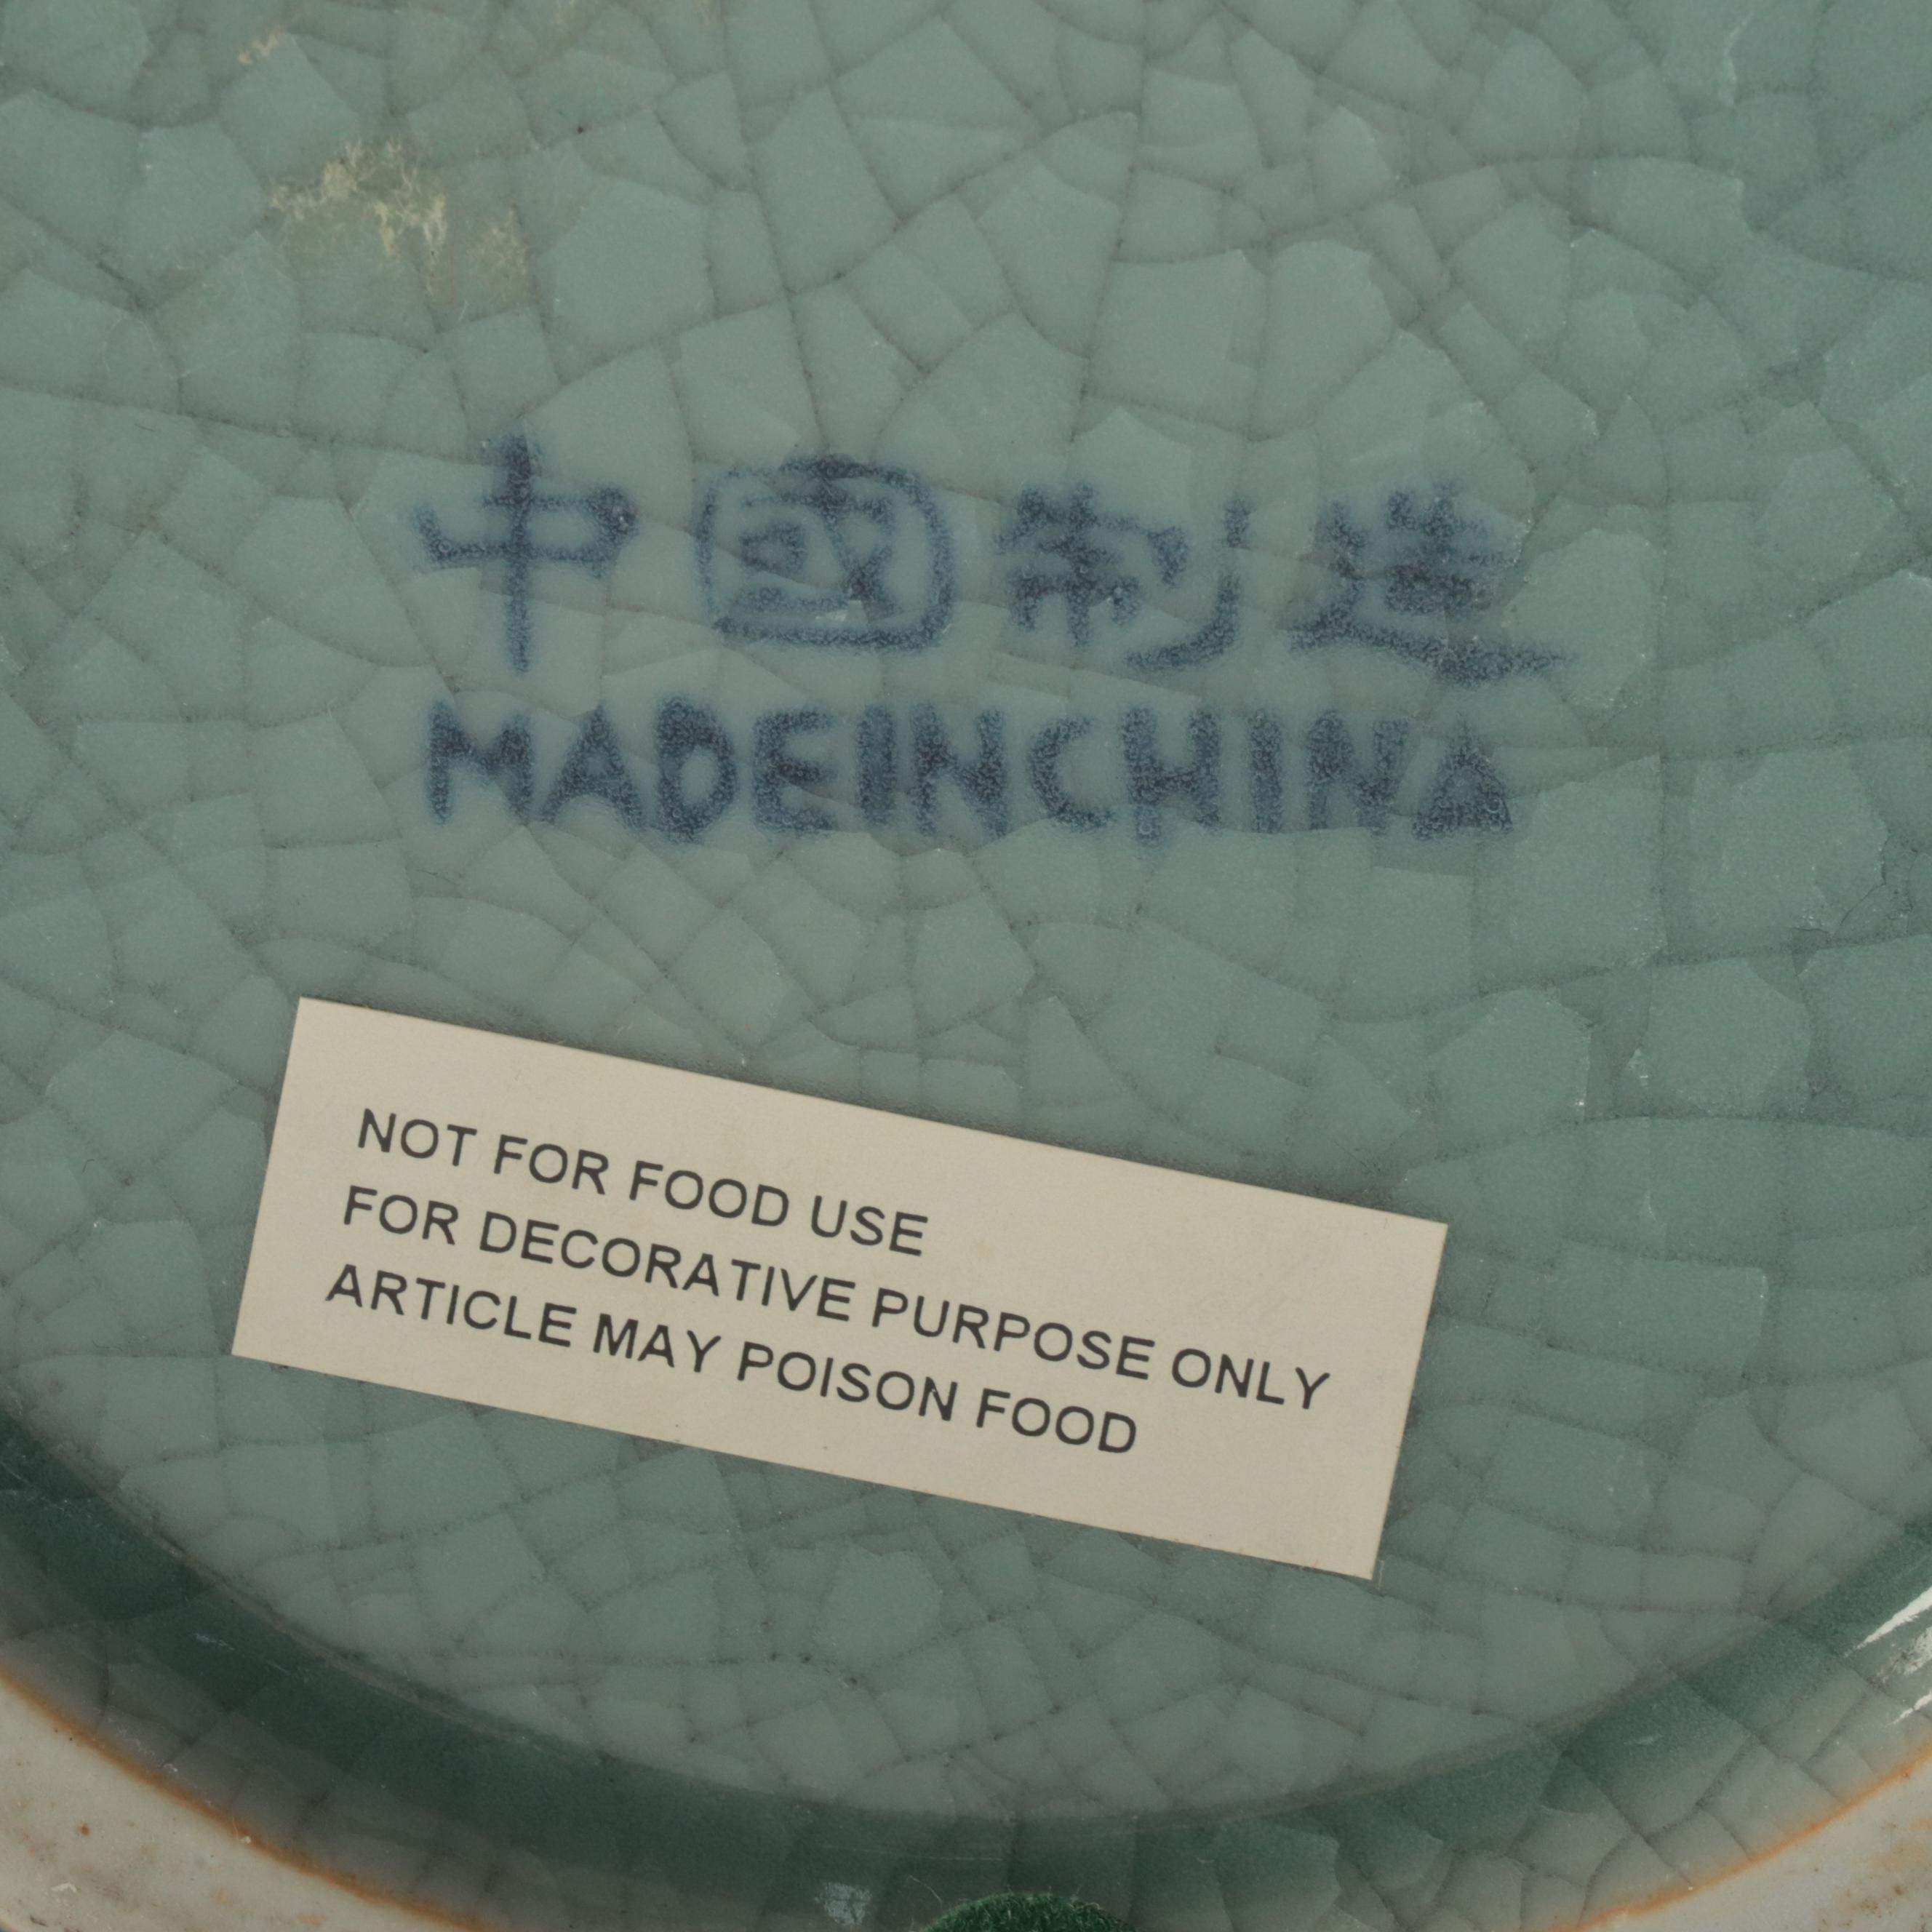 中國制造
MADEINCHINA
NOT FOR FOOD USE
FOR DECORATIVE PURPOSE ONLY
ARTICLE MAY POISON FOOD